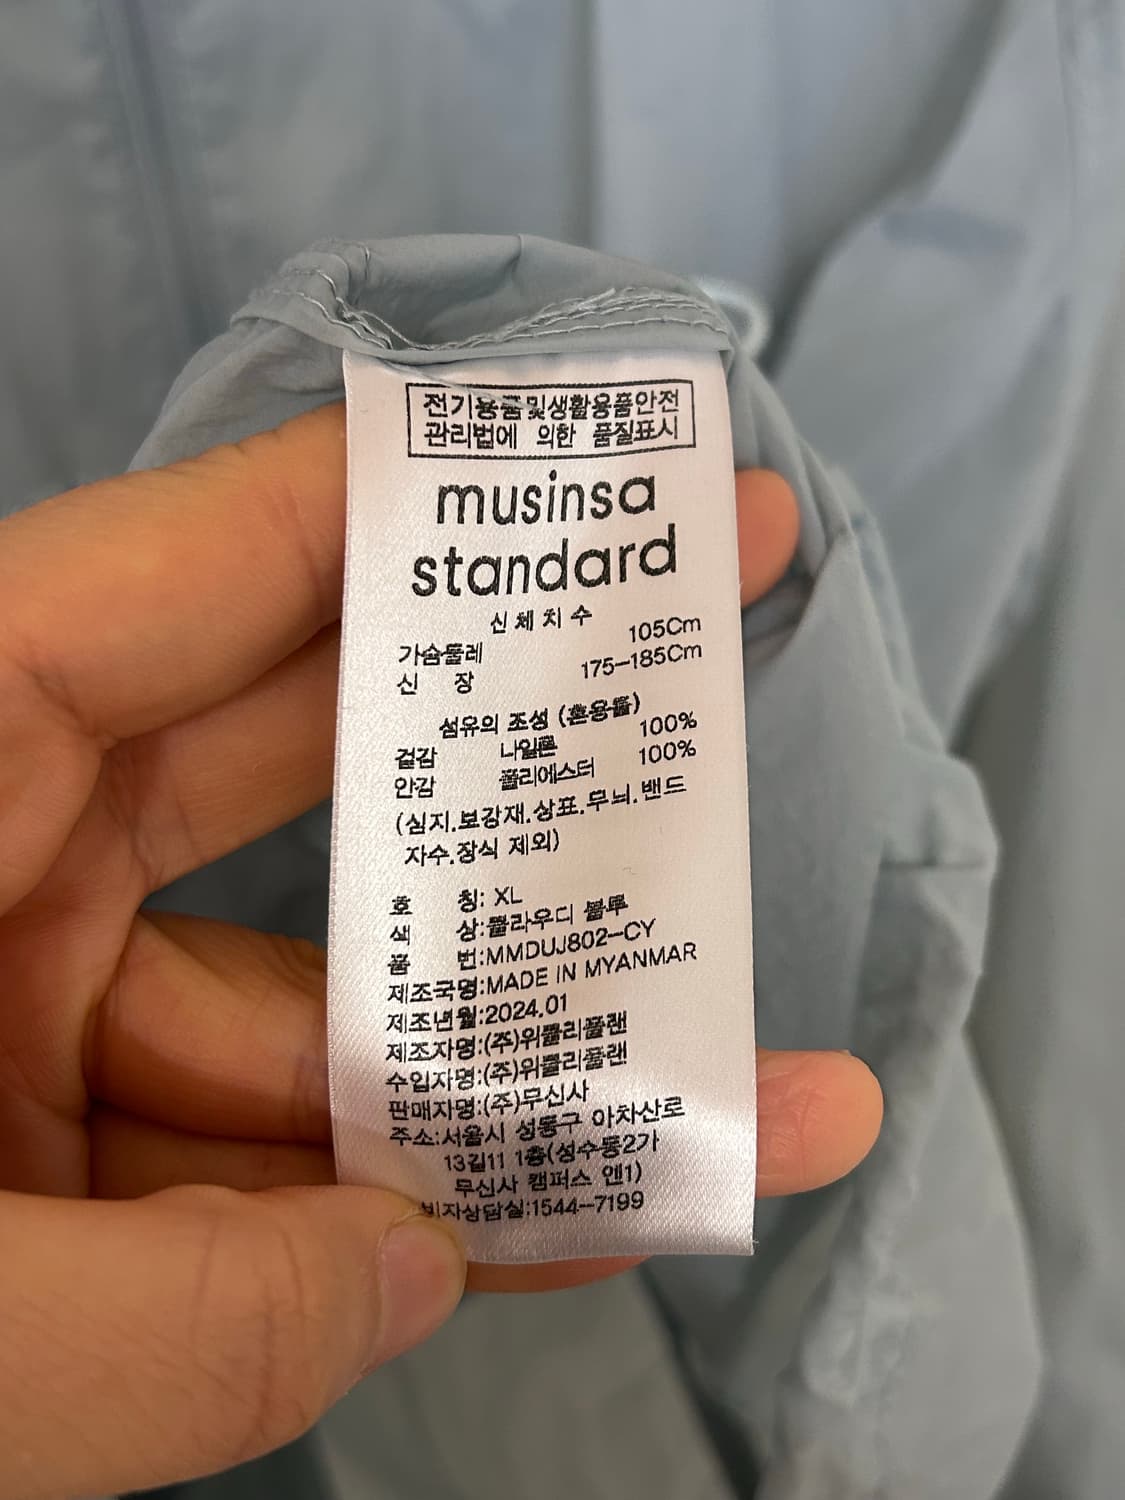 전기용품및생활용품안전
관리법에 의한 품질표시
musinsa
standard
신체치수
가슴둘레 105Cm
신 장 175-185Cm
섬유의 조성 (혼용률)
겉감 나일론 100%
안감 폴리에스터 100%
(심지.보강재.상표.무늬.밴드
자수.장식 제외)
호 칭: XL
색 상:클라우디 블루
품 번:MMDUJ802-CY
제조국명:MADE IN MYANMAR
제조년월:2024.01
제조자명:(주)위클리플랜
수입자명:(주)위클리플랜
판매자명:(주)무신사
주소:서울시 성동구 아차산로
13길11 1층(성수동2가
무신사 캠퍼스 엔1)
비자상담실:1544-7199